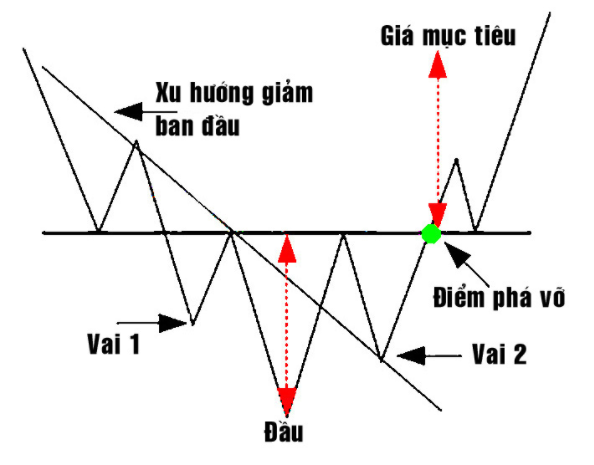 Giá mục tiêu
Xu hướng giảm
ban đầu
Điểm phá vỡ
Vai 1
Vai 2
Đầu